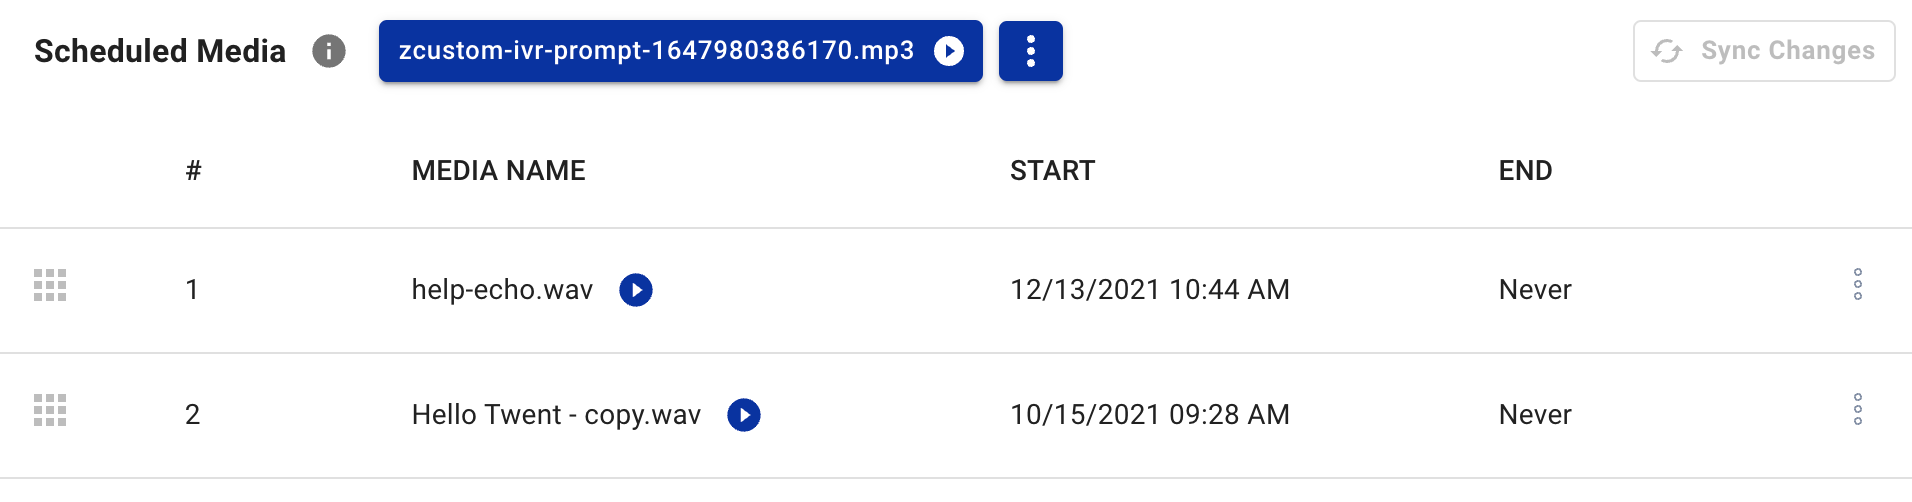 Scheduled Media i zcustom-ivr-prompt-1647980386170.mp3 Sync Changes
# MEDIA NAME START END
1 help-echo.wav 12/13/2021 10:44 AM Never
2 Hello Twent - copy.wav 10/15/2021 09:28 AM Never